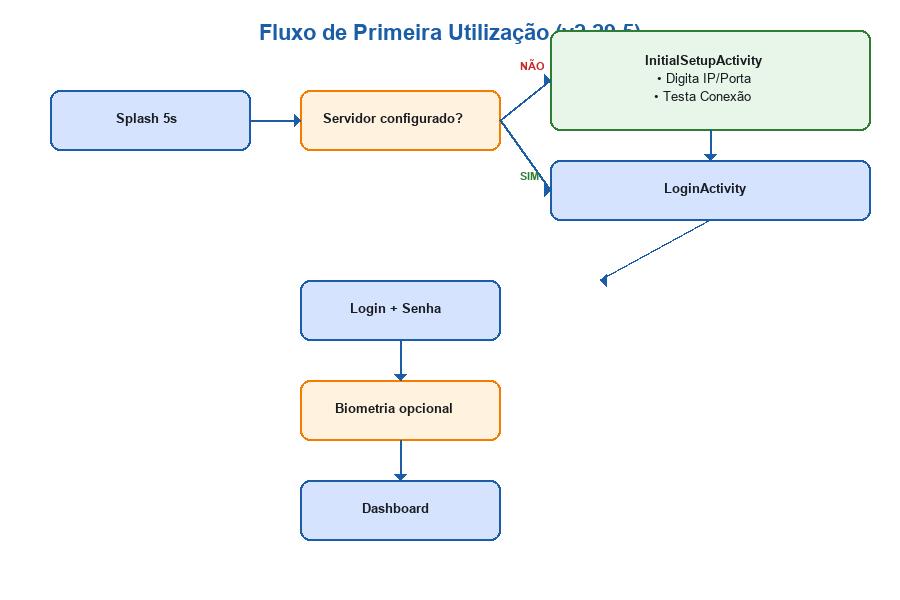 Fluxo de Primeira Utilização
NÃO
InitialSetupActivity
• Digita IP/Porta
• Testa Conexão
Splash 5s
Servidor configurado?
SIM
LoginActivity
Login + Senha
Biometria opcional
Dashboard